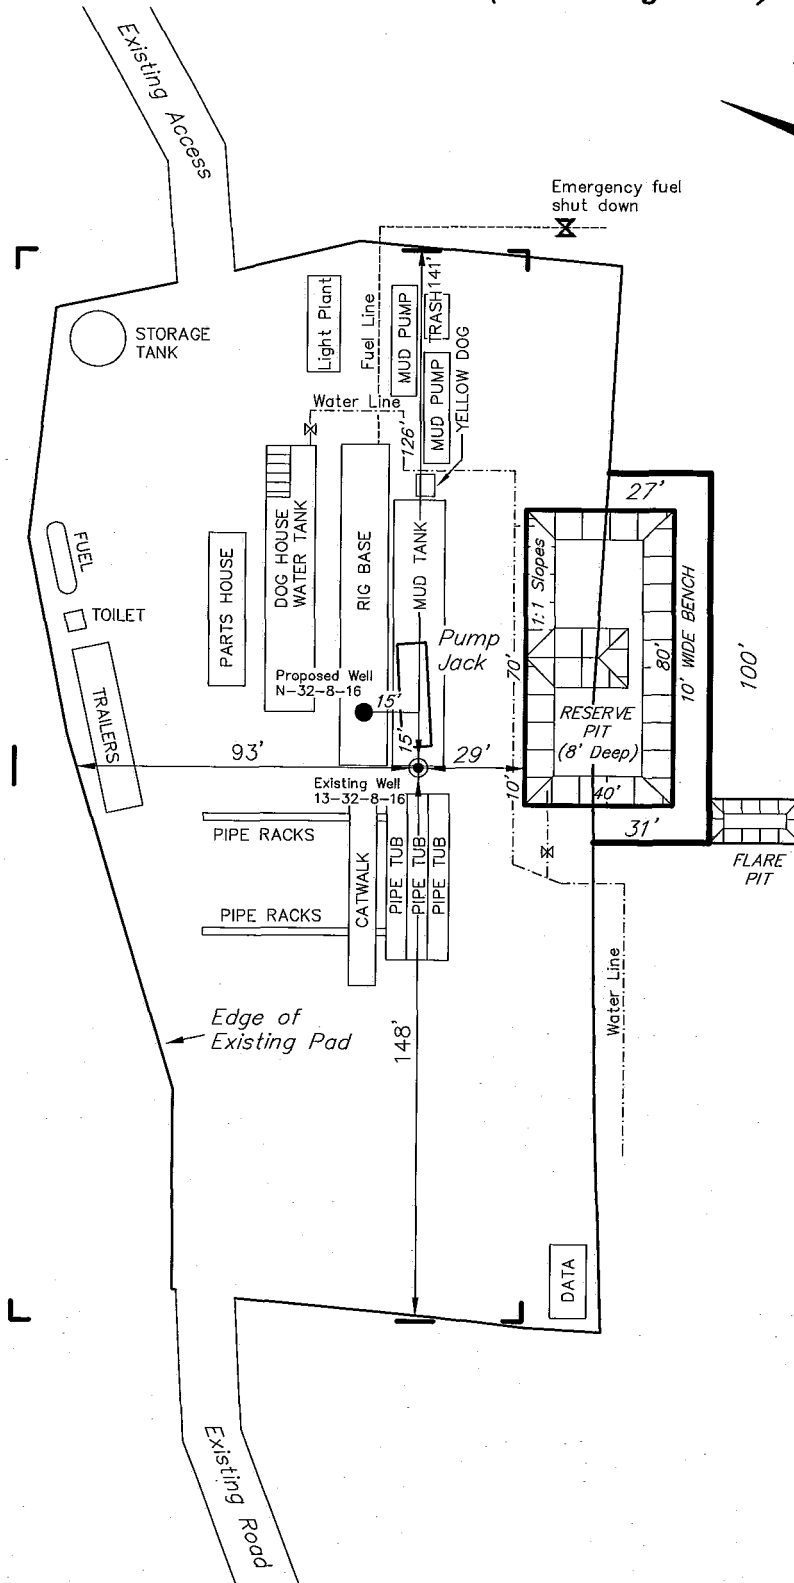 Existing Access
Emergency fuel
shut down
STORAGE
TANK
Light Plant
Fuel Line
MUD PUMP
TRASH
141'
MUD PUMP
YELLOW DOG
Water Line
126'
27'
FUEL
TOILET
TRAILERS
PARTS HOUSE
DOG HOUSE
WATER TANK
RIG BASE
MUD TANK
1:1 Slopes
Pump
Jack
70'
80'
10' WIDE BENCH
100'
Proposed Well
N-32-8-16
15'
15'
RESERVE
PIT
(8' Deep)
93'
29'
10'
40'
Existing Well
13-32-8-16
31'
FLARE
PIT
PIPE RACKS
CATWALK
PIPE TUB
PIPE TUB
PIPE TUB
PIPE RACKS
Water Line
Edge of
Existing Pad
148'
DATA
Existing Road